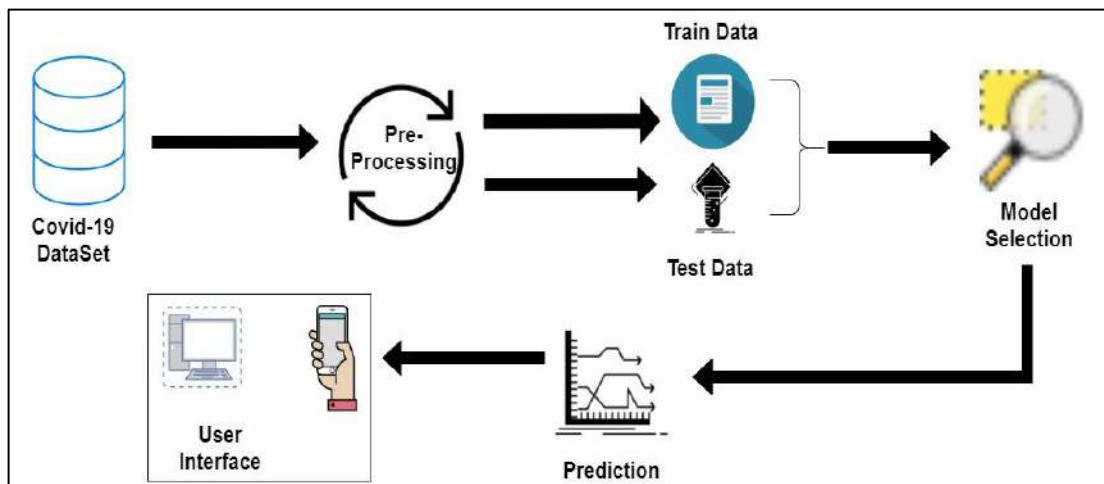 Train Data
Pre-
Processing
Covid-19
DataSet
Test Data
Model
Selection
User
Interface
Prediction